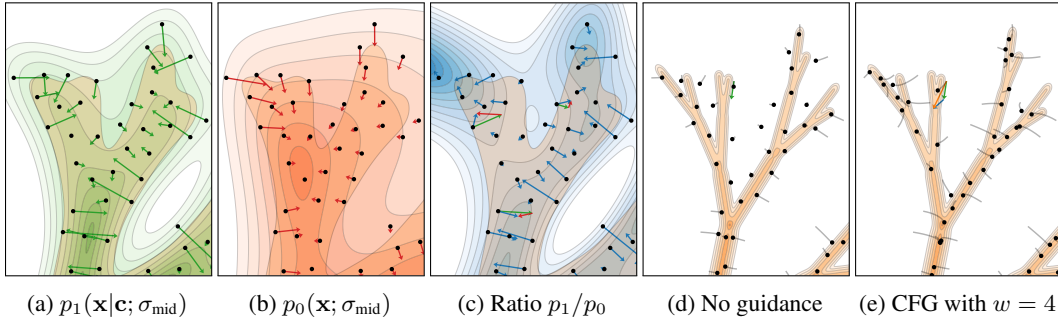 (a) p₁(x|c; σ_mid) (b) p₀(x; σ_mid) (c) Ratio p₁/p₀ (d) No guidance (e) CFG with w = 4